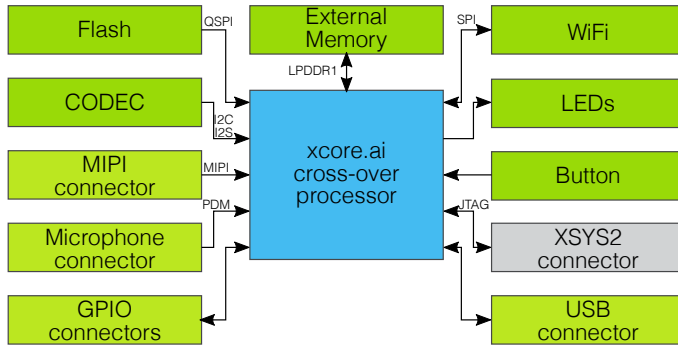 Flash
QSPI
External
Memory
SPI
WiFi
LPDDR1
CODEC
I2C
I2S
LEDs
xcore.ai
cross-over
processor
MIPI
connector
MIPI
Button
Microphone
connector
PDM
JTAG
XSYS2
connector
GPIO
connectors
USB
connector